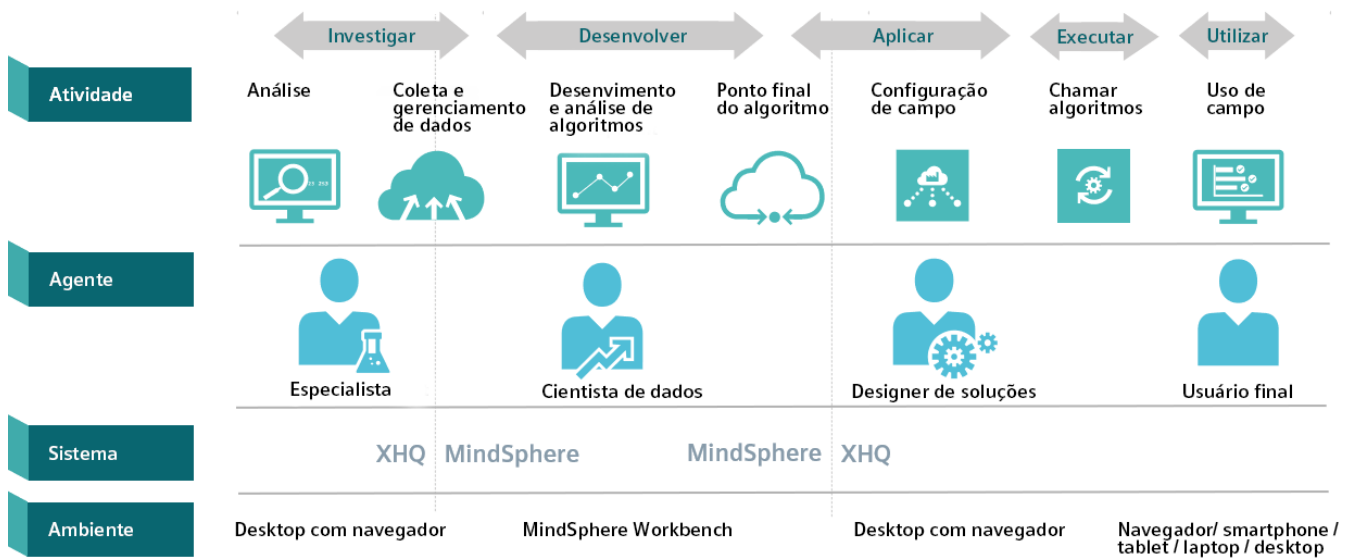 Investigar
Desenvolver
Aplicar
Executar
Utilizar
Atividade
Análise
Coleta e
gerenciamento
de dados
Desenvimento
e análise de
algoritmos
Ponto final
do algoritmo
Configuração
de campo
Chamar
algoritmos
Uso de
campo
Agente
Especialista
Cientista de dados
Designer de soluções
Usuário final
Sistema
XHQ
MindSphere
MindSphere
XHQ
Ambiente
Desktop com navegador
MindSphere Workbench
Desktop com navegador
Navegador/ smartphone /
tablet / laptop / desktop